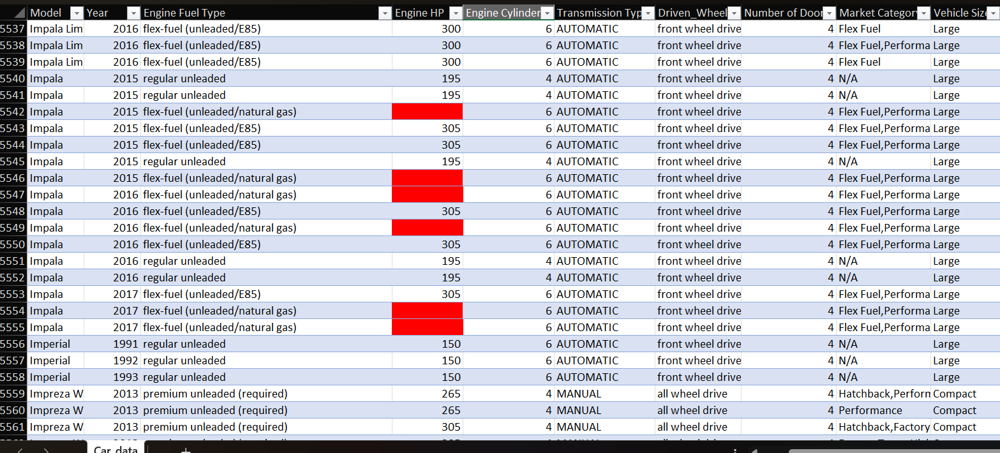 Model Year Engine Fuel Type Engine HP Engine Cylinder Transmission Typ Driven_Wheel Number of Door Market Categor Vehicle Size
5537 Impala Lim 2016 flex-fuel (unleaded/E85) 300 6 AUTOMATIC front wheel drive 4 Flex Fuel Large
5538 Impala Lim 2016 flex-fuel (unleaded/E85) 300 6 AUTOMATIC front wheel drive 4 Flex Fuel,Performa Large
5539 Impala Lim 2016 flex-fuel (unleaded/E85) 300 6 AUTOMATIC front wheel drive 4 Flex Fuel Large
5540 Impala 2015 regular unleaded 195 4 AUTOMATIC front wheel drive 4 N/A Large
5541 Impala 2015 regular unleaded 195 4 AUTOMATIC front wheel drive 4 N/A Large
5542 Impala 2015 flex-fuel (unleaded/natural gas) 6 AUTOMATIC front wheel drive 4 Flex Fuel,Performa Large
5543 Impala 2015 flex-fuel (unleaded/E85) 305 6 AUTOMATIC front wheel drive 4 Flex Fuel,Performa Large
5544 Impala 2015 flex-fuel (unleaded/E85) 305 6 AUTOMATIC front wheel drive 4 Flex Fuel,Performa Large
5545 Impala 2015 regular unleaded 195 4 AUTOMATIC front wheel drive 4 N/A Large
5546 Impala 2015 flex-fuel (unleaded/natural gas) 6 AUTOMATIC front wheel drive 4 Flex Fuel,Performa Large
5547 Impala 2016 flex-fuel (unleaded/natural gas) 6 AUTOMATIC front wheel drive 4 Flex Fuel,Performa Large
5548 Impala 2016 flex-fuel (unleaded/E85) 305 6 AUTOMATIC front wheel drive 4 Flex Fuel,Performa Large
5549 Impala 2016 flex-fuel (unleaded/natural gas) 6 AUTOMATIC front wheel drive 4 Flex Fuel,Performa Large
5550 Impala 2016 flex-fuel (unleaded/E85) 305 6 AUTOMATIC front wheel drive 4 Flex Fuel,Performa Large
5551 Impala 2016 regular unleaded 195 4 AUTOMATIC front wheel drive 4 N/A Large
5552 Impala 2016 regular unleaded 195 4 AUTOMATIC front wheel drive 4 N/A Large
5553 Impala 2017 flex-fuel (unleaded/E85) 305 6 AUTOMATIC front wheel drive 4 Flex Fuel,Performa Large
5554 Impala 2017 flex-fuel (unleaded/natural gas) 6 AUTOMATIC front wheel drive 4 Flex Fuel,Performa Large
5555 Impala 2017 flex-fuel (unleaded/natural gas) 6 AUTOMATIC front wheel drive 4 Flex Fuel,Performa Large
5556 Imperial 1991 regular unleaded 150 6 AUTOMATIC front wheel drive 4 N/A Large
5557 Imperial 1992 regular unleaded 150 6 AUTOMATIC front wheel drive 4 N/A Large
5558 Imperial 1993 regular unleaded 150 6 AUTOMATIC front wheel drive 4 N/A Large
5559 Impreza W 2013 premium unleaded (required) 265 4 MANUAL all wheel drive 4 Hatchback,Perforn Compact
5560 Impreza W 2013 premium unleaded (required) 265 4 MANUAL all wheel drive 4 Performance Compact
5561 Impreza W 2013 premium unleaded (required) 305 4 MANUAL all wheel drive 4 Hatchback,Factory Compact
Car_data